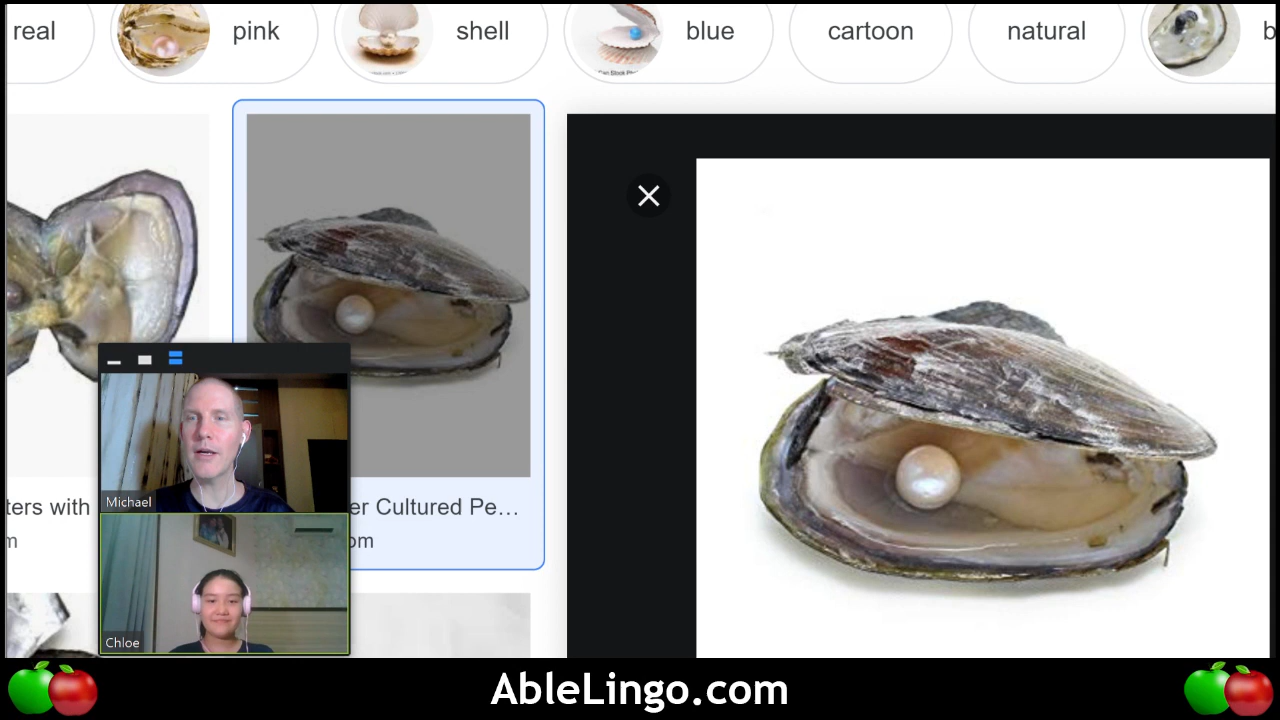 real
pink
shell
blue
cartoon
natural
b
ters with
er Cultured Pe...
m
om
Michael
Chloe
AbleLingo.com